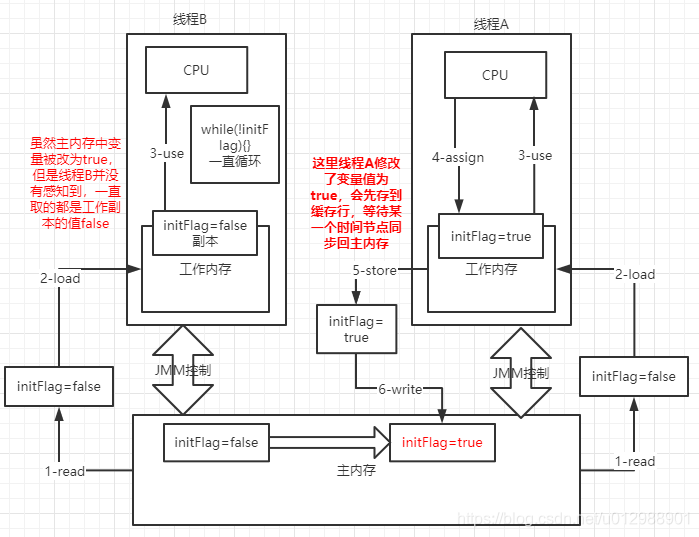 线程B
线程A
CPU
CPU
while(!initF
lag){}
一直循环
虽然主内存中变
量被改为true，
但是线程B并没
有感知到，一直
取的都是工作副
本的值false
3-use
4-assign
3-use
这里线程A修改
了变量值为
true，会先存到
缓存行，等待某
一个时间节点同
步回主内存
initFlag=false
副本
工作内存
initFlag=true
工作内存
2-load
5-store
2-load
initFlag=
true
JMM控制
JMM控制
initFlag=false
initFlag=false
6-write
initFlag=false
initFlag=true
主内存
1-read
1-read
https://blog.csdn.net/u012988901